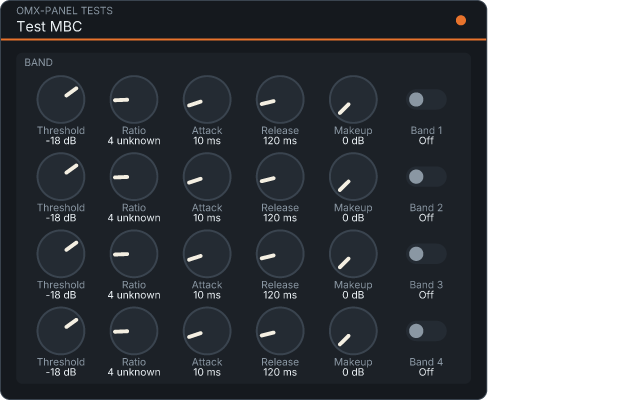 OMX-PANEL TESTS
Test MBC
BAND
Threshold Ratio Attack Release Makeup Band 1
-18 dB 4 unknown 10 ms 120 ms 0 dB Off
Threshold Ratio Attack Release Makeup Band 2
-18 dB 4 unknown 10 ms 120 ms 0 dB Off
Threshold Ratio Attack Release Makeup Band 3
-18 dB 4 unknown 10 ms 120 ms 0 dB Off
Threshold Ratio Attack Release Makeup Band 4
-18 dB 4 unknown 10 ms 120 ms 0 dB Off